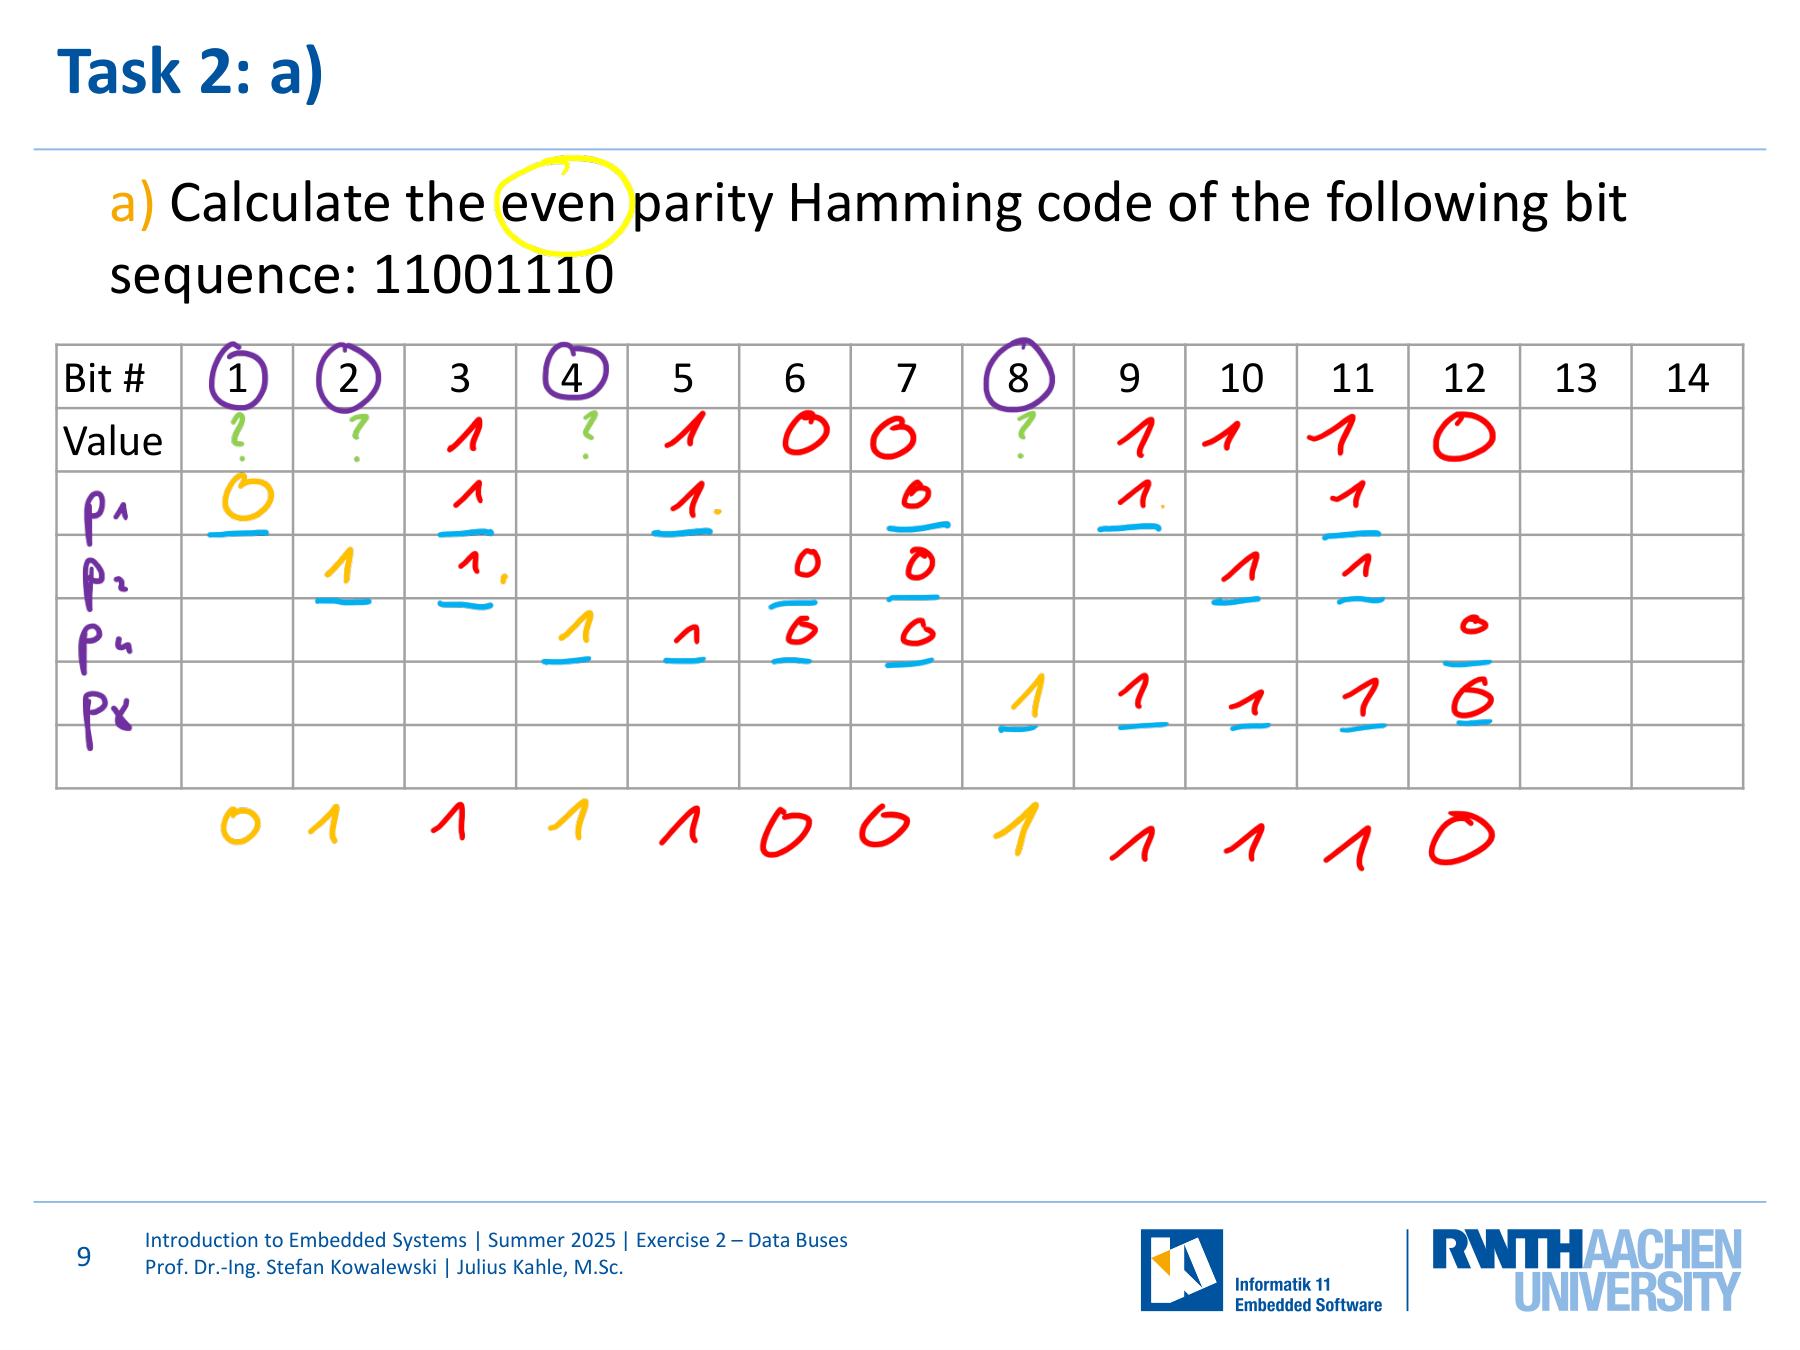 Task 2: a)
a) Calculate the even parity Hamming code of the following bit
sequence: 11001110
Bit # 1 2 3 4 5 6 7 8 9 10 11 12 13 14
Value ? ? 1 ? 1 0 0 ? 1 1 1 0
p1 0 1 1 0 1 1
p2 1 1 0 0 1 1
p4 1 1 0 0 0
p8 1 1 1 1 0
0 1 1 1 1 0 0 1 1 1 1 0
9
Introduction to Embedded Systems | Summer 2025 | Exercise 2 – Data Buses
Prof. Dr.-Ing. Stefan Kowalewski | Julius Kahle, M.Sc.
Informatik 11
Embedded Software
RWTHAACHEN
UNIVERSITY